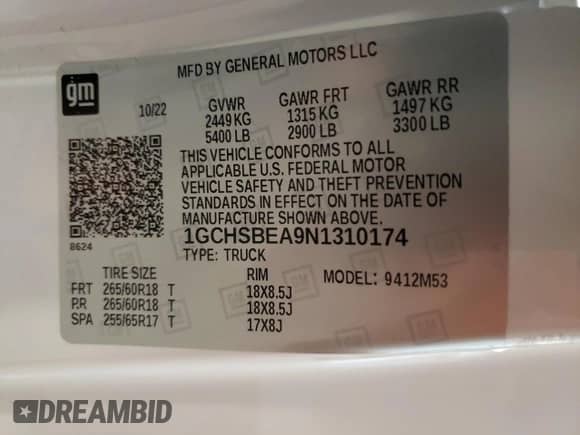 MFD BY GENERAL MOTORS LLC
gm
10/22 GVWR GAWR FRT GAWR RR
2449 KG 1315 KG 1497 KG
5400 LB 2900 LB 3300 LB
THIS VEHICLE CONFORMS TO ALL
APPLICABLE U.S. FEDERAL MOTOR
VEHICLE SAFETY AND THEFT PREVENTION
STANDARDS IN EFFECT ON THE DATE OF
MANUFACTURE SHOWN ABOVE.
8624
1GCHSBEA9N1310174
TYPE: TRUCK
TIRE SIZE RIM MODEL: 9412M53
FRT 265/60R18 T 18X8.5J
RR 265/60R18 T 18X8.5J
SPA 255/65R17 T 17X8J
DREAMBID